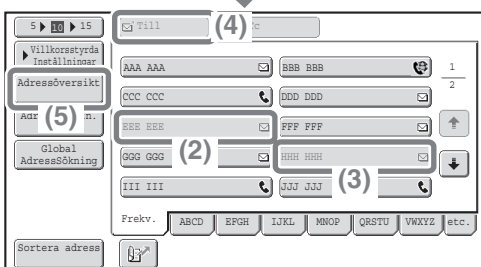 5 10 15
Till (4) c
Villkorsstyrda
Inställningar
AAA AAA
BBB BBB
1
2
Adressöversikt
CCC CCC
DDD DDD
Adr (5) n.
EEE EEE
FFF FFF
(2)
Global
AdressSökning
GGG GGG
HHH HHH
(3)
III III
JJJ JJJ
Frekv. ABCD EFGH IJKL MNOP QRSTU VWXYZ etc.
Sortera adress